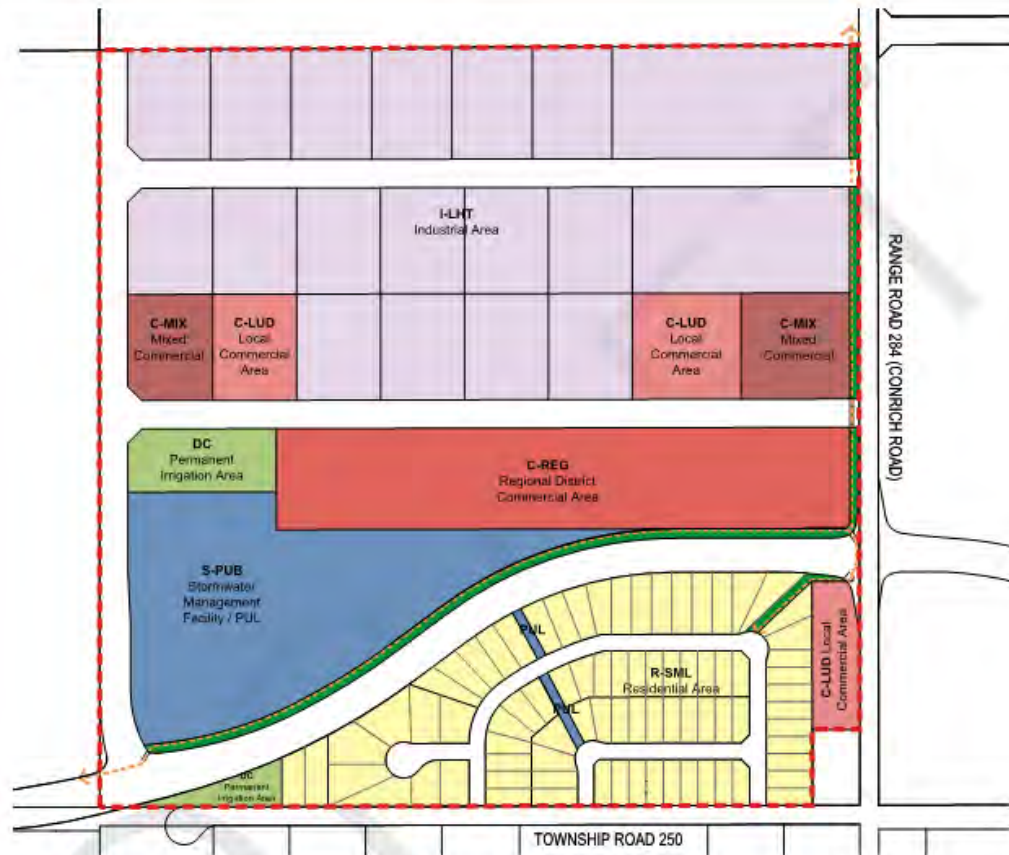 I-LHT
Industrial Area
C-MIX
Mixed
Commercial
C-LUD
Local
Commercial
Area
C-LUD
Local
Commercial
Area
C-MIX
Mixed
Commercial
RANGE ROAD 284 (CONRICH ROAD)
DC
Permanent
Irrigation Area
C-REG
Regional District
Commercial Area
S-PUB
Stormwater
Management
Facility / PUL
PUL
R-SML
Residential Area
PUL
C-LUD Local
Commercial Area
DC
Permanent
Irrigation Area
TOWNSHIP ROAD 250